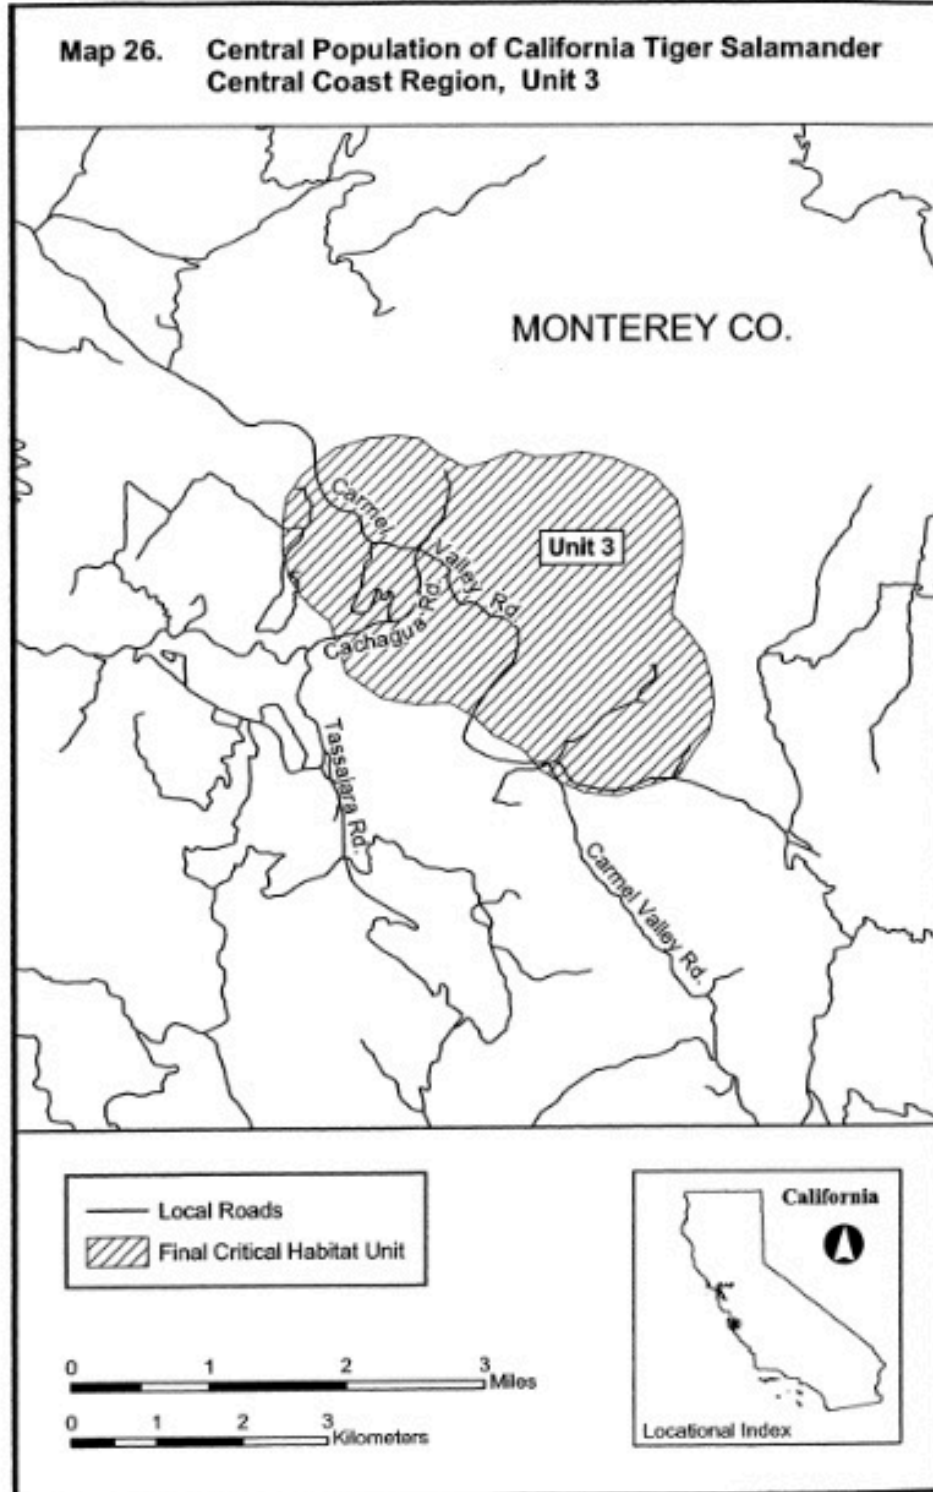 Map 26. Central Population of California Tiger Salamander
Central Coast Region, Unit 3
MONTEREY CO.
Carmel Valley Rd.
Unit 3
Cachagua Rd.
Tassajara Rd.
Carmel Valley Rd.
Local Roads
Final Critical Habitat Unit
0 1 2 3
Miles
0 1 2 3
Kilometers
California
Locational Index